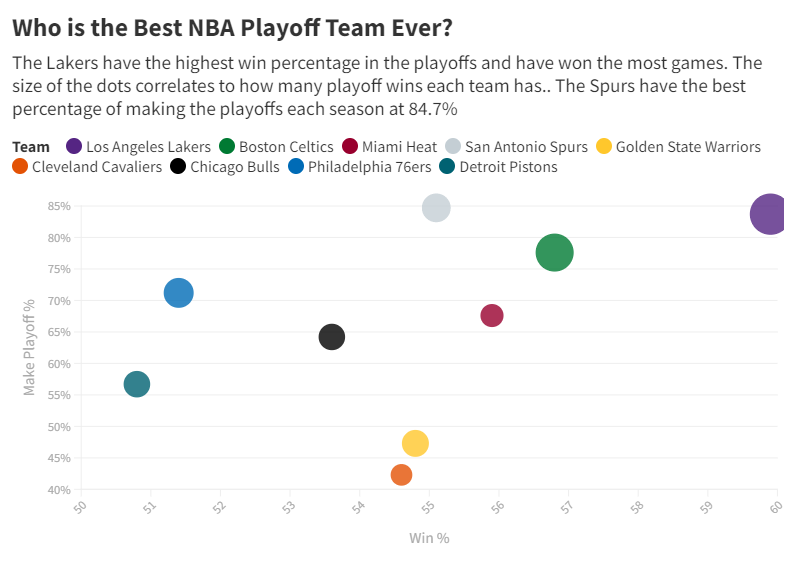 Who is the Best NBA Playoff Team Ever?
The Lakers have the highest win percentage in the playoffs and have won the most games. The
size of the dots correlates to how many playoff wins each team has.. The Spurs have the best
percentage of making the playoffs each season at 84.7%
Team Los Angeles Lakers Boston Celtics Miami Heat San Antonio Spurs Golden State Warriors
Cleveland Cavaliers Chicago Bulls Philadelphia 76ers Detroit Pistons
85%
80%
75%
70%
65%
60%
55%
50%
45%
40%
Make Playoff %
50 51 52 53 54 55 56 57 58 59 60
Win %